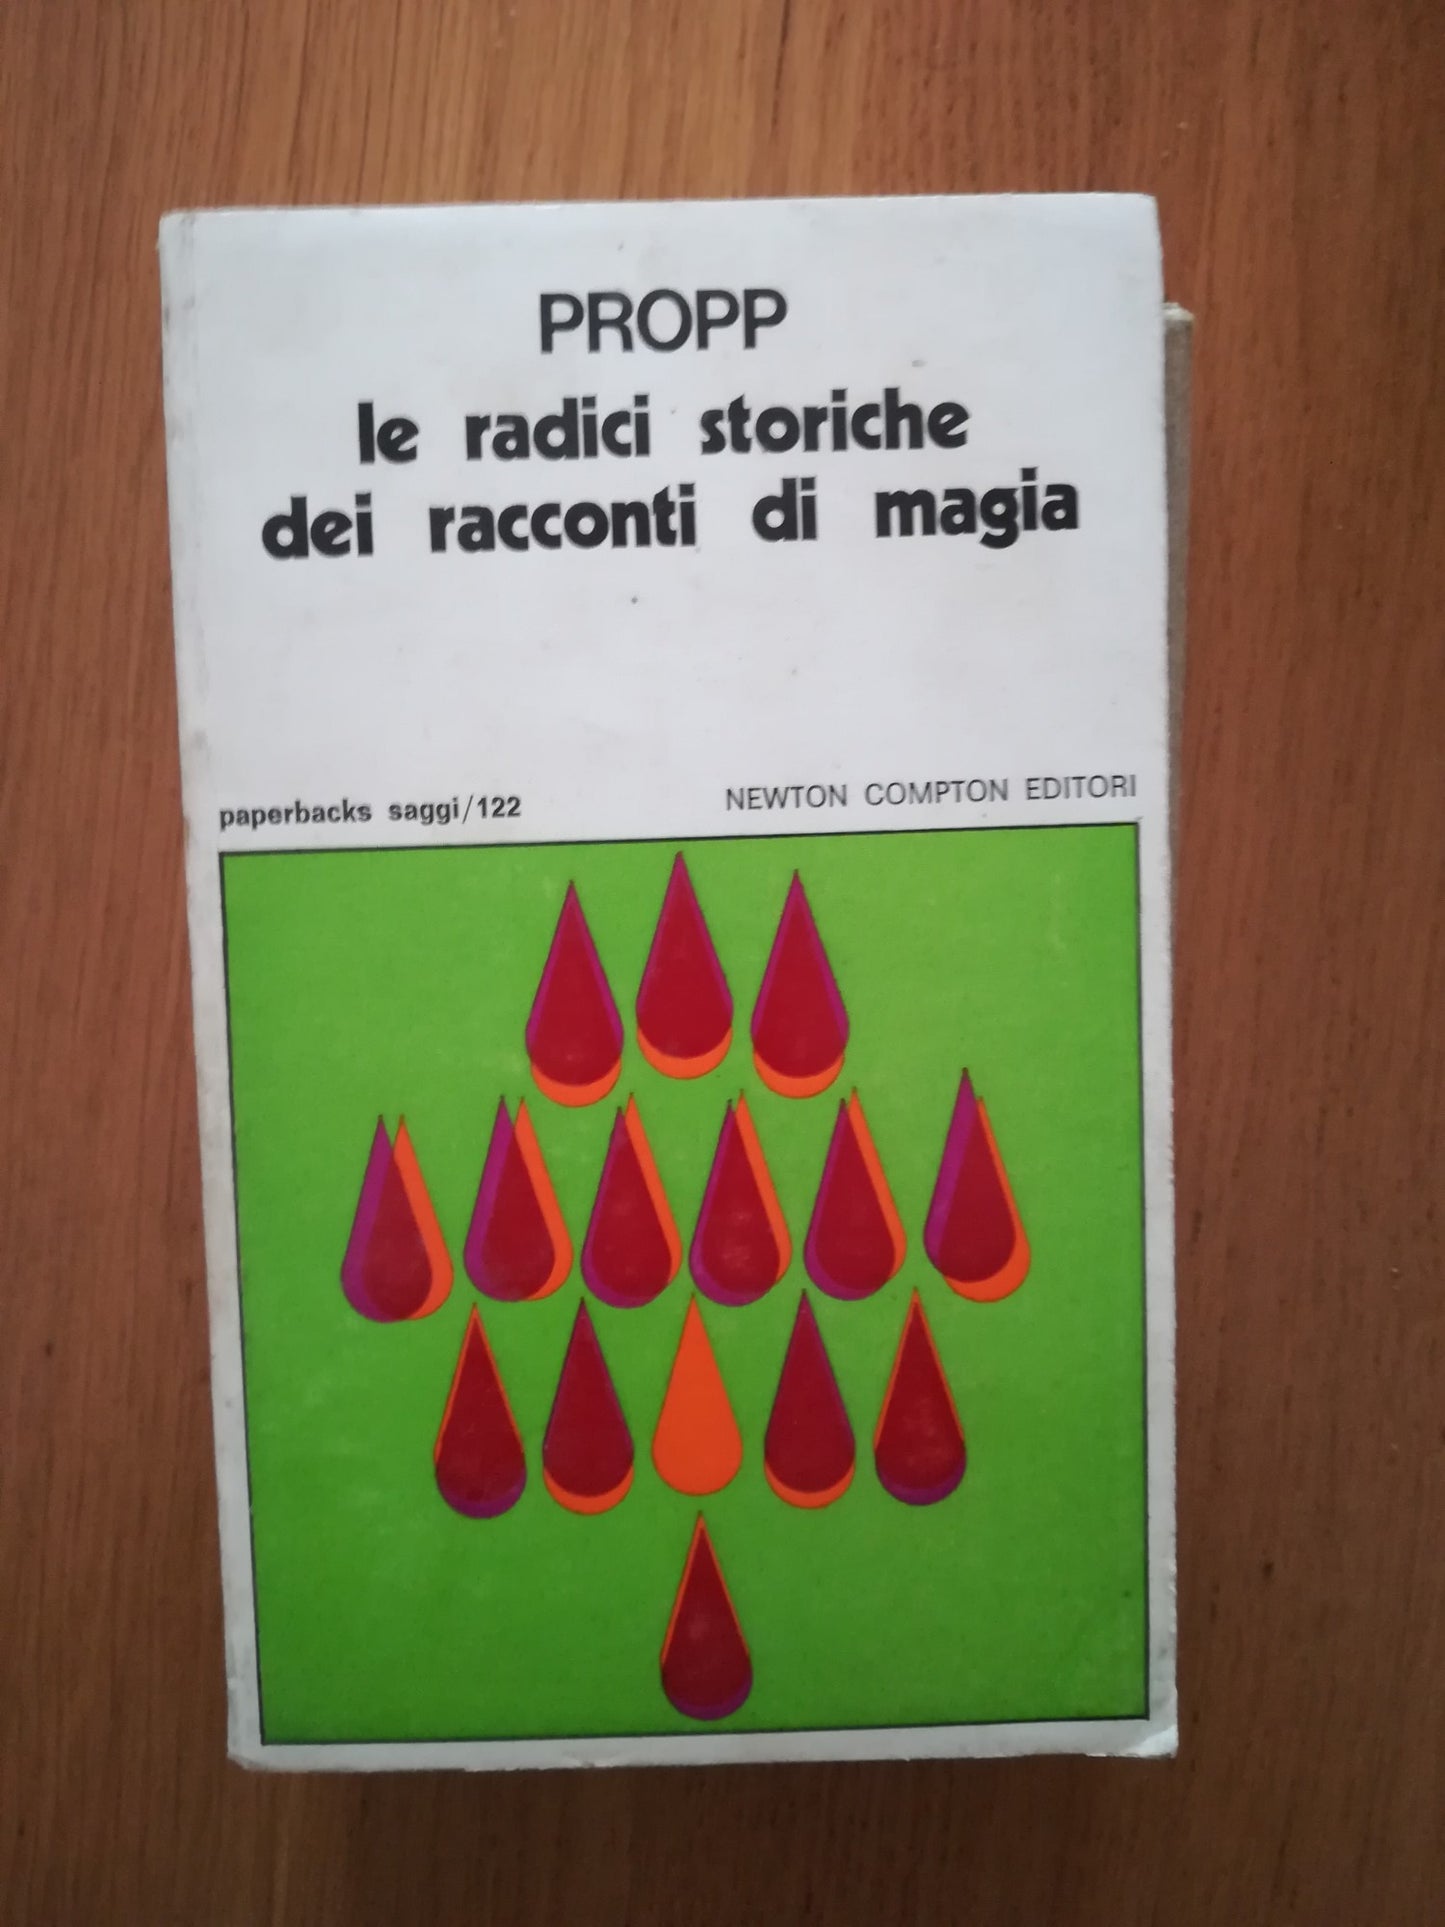 PROPP
le radici storiche
dei racconti di magia
paperbacks saggi/122
NEWTON COMPTON EDITORI